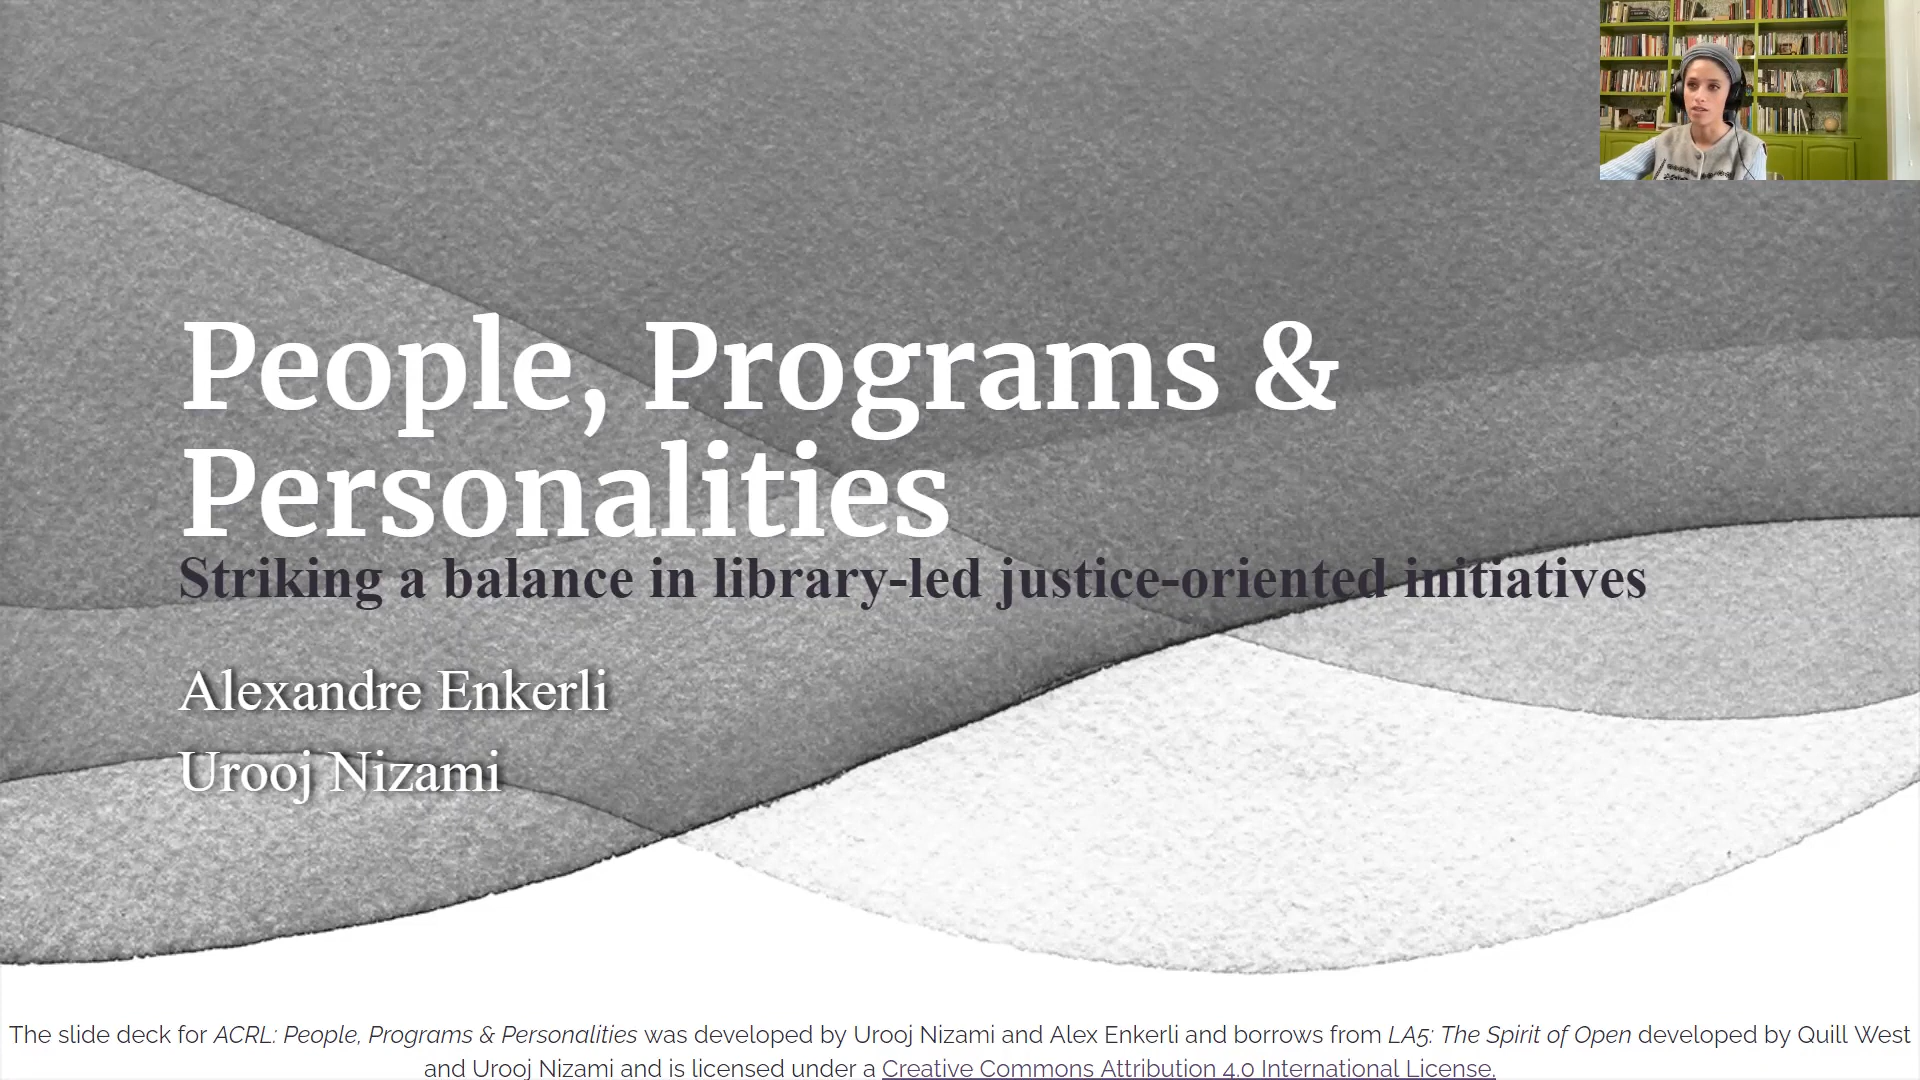 People, Programs &
Personalities
Striking a balance in library-led justice-oriented initiatives
Alexandre Enkerli
Urooj Nizami
The slide deck for ACRL: People, Programs & Personalities was developed by Urooj Nizami and Alex Enkerli and borrows from LA5: The Spirit of Open developed by Quill West
and Urooj Nizami and is licensed under a Creative Commons Attribution 4.0 International License.